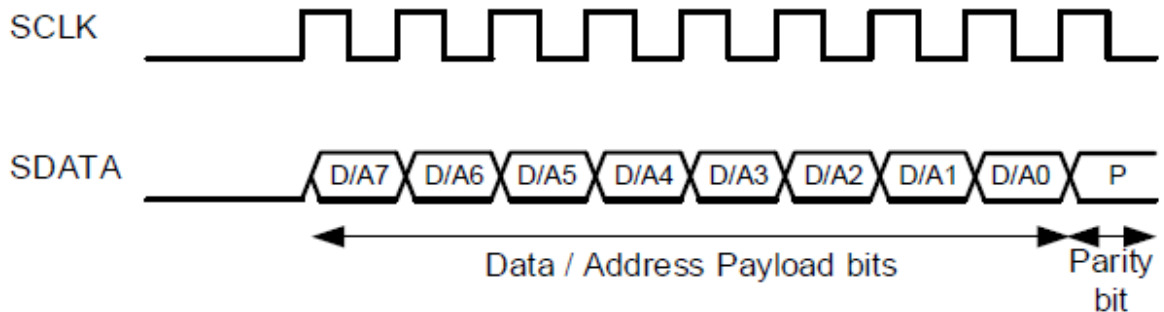 SCLK
SDATA
D/A7 D/A6 D/A5 D/A4 D/A3 D/A2 D/A1 D/A0 P
Data / Address Payload bits
Parity
bit